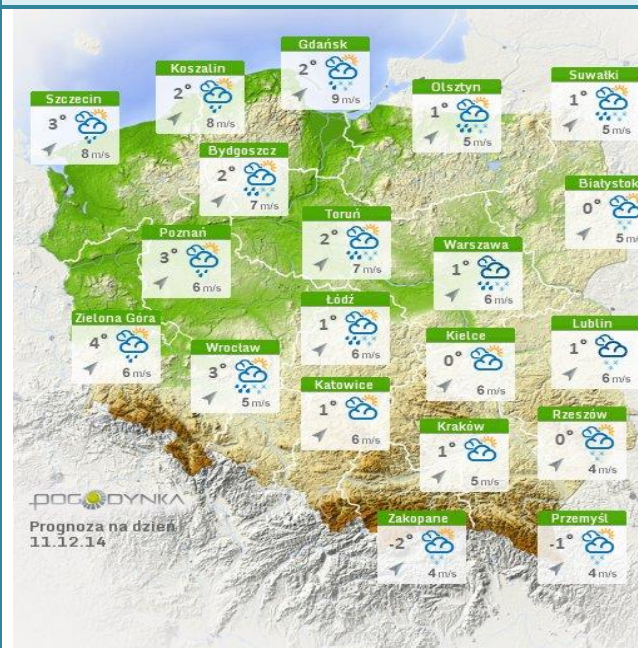 Gdańsk
2°
9 m/s
Koszalin
2°
8 m/s
Suwałki
1°
5 m/s
Olsztyn
1°
5 m/s
Szczecin
3°
8 m/s
Bydgoszcz
2°
7 m/s
Białystok
0°
5 m/s
Toruń
2°
7 m/s
Poznań
3°
6 m/s
Warszawa
1°
6 m/s
Łódź
1°
6 m/s
Zielona Góra
4°
6 m/s
Lublin
1°
6 m/s
Kielce
0°
6 m/s
Wrocław
3°
5 m/s
Katowice
1°
6 m/s
Rzeszów
0°
4 m/s
Kraków
1°
5 m/s
POGODYNKA
Prognoza na dzień
11.12.14
Zakopane
-2°
4 m/s
Przemyśl
-1°
4 m/s